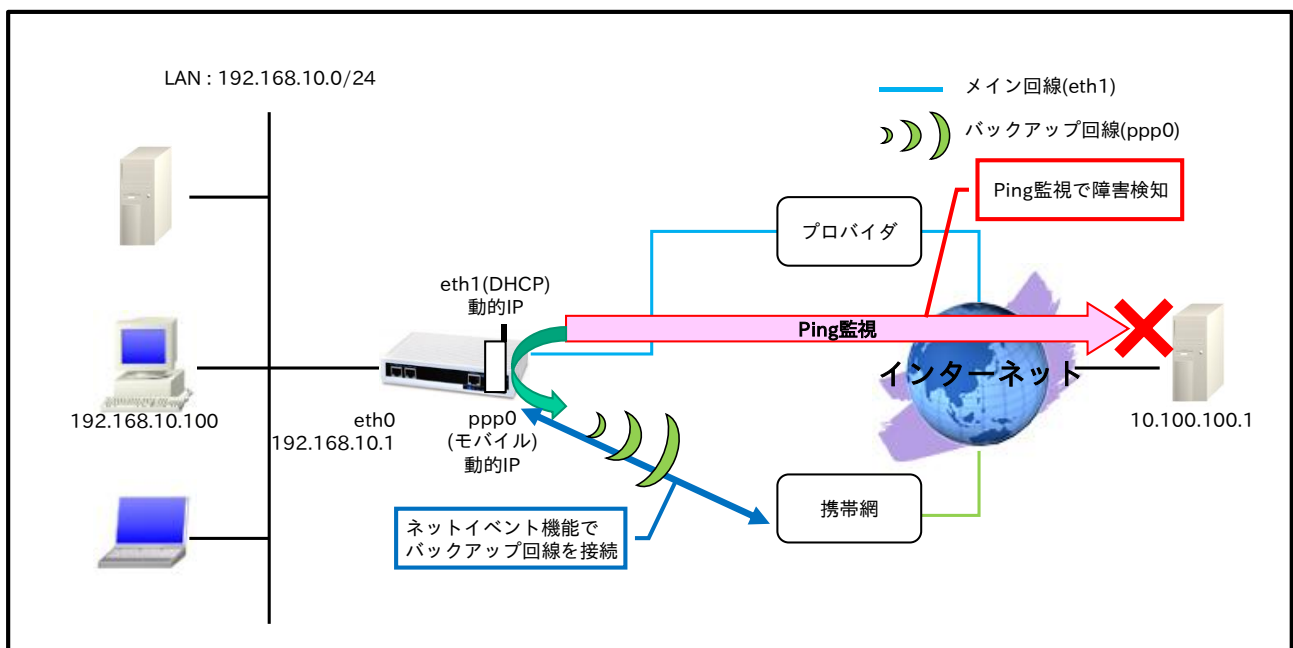 LAN : 192.168.10.0/24
メイン回線(eth1)
バックアップ回線(ppp0)
Ping監視で障害検知
プロバイダ
eth1(DHCP)
動的IP
Ping監視
インターネット
192.168.10.100
eth0
192.168.10.1
ppp0
(モバイル)
動的IP
10.100.100.1
携帯網
ネットイベント機能で
バックアップ回線を接続